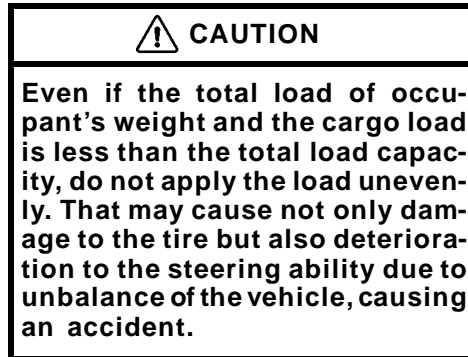 CAUTION
Even if the total load of occu-
pant's weight and the cargo load
is less than the total load capac-
ity, do not apply the load uneven-
ly. That may cause not only dam-
age to the tire but also deteriora-
tion to the steering ability due to
unbalance of the vehicle, causing
an accident.